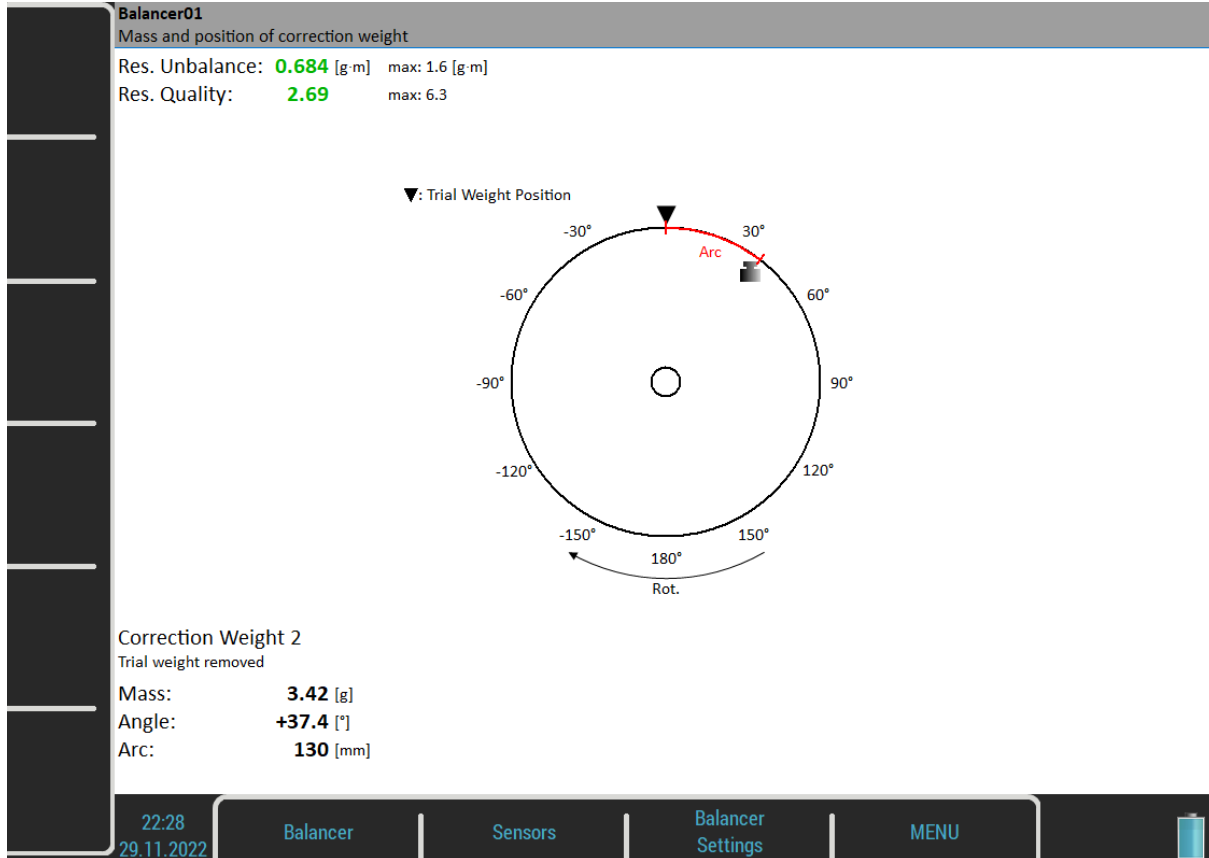 Balancer01
Mass and position of correction weight
Res. Unbalance: 0.684 [g·m] max: 1.6 [g·m]
Res. Quality: 2.69 max: 6.3
▼: Trial Weight Position
-30° 30°
Arc
-60° 60°
-90° 90°
-120° 120°
-150° 150°
180°
Rot.
Correction Weight 2
Trial weight removed
Mass: 3.42 [g]
Angle: +37.4 [°]
Arc: 130 [mm]
22:28
29.11.2022
Balancer
Sensors
Balancer
Settings
MENU